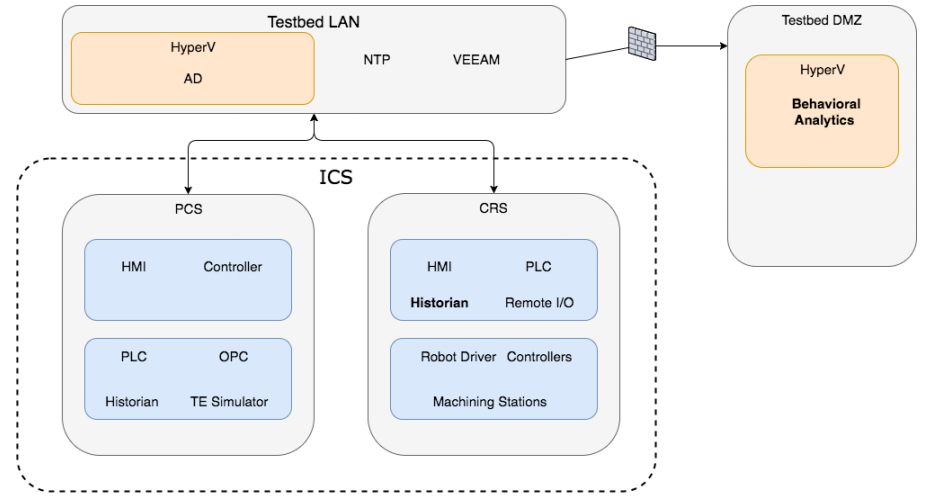 Testbed LAN
HyperV
AD
NTP
VEEAM
Testbed DMZ
HyperV
Behavioral
Analytics
ICS
PCS
HMI
Controller
PLC
OPC
Historian
TE Simulator
CRS
HMI
PLC
Historian
Remote I/O
Robot Driver
Controllers
Machining Stations